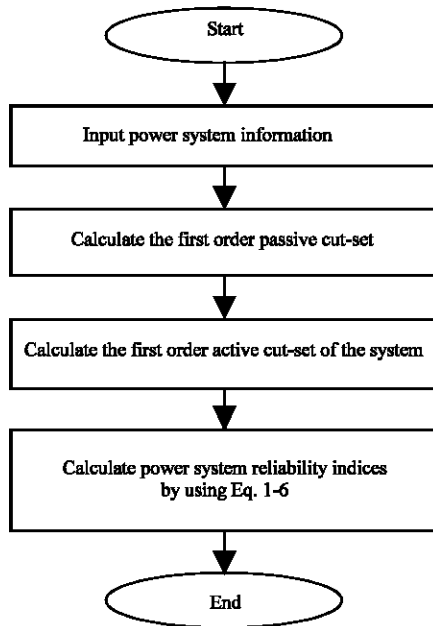 Start
Input power system information
Calculate the first order passive cut-set
Calculate the first order active cut-set of the system
Calculate power system reliability indices
by using Eq. 1-6
End